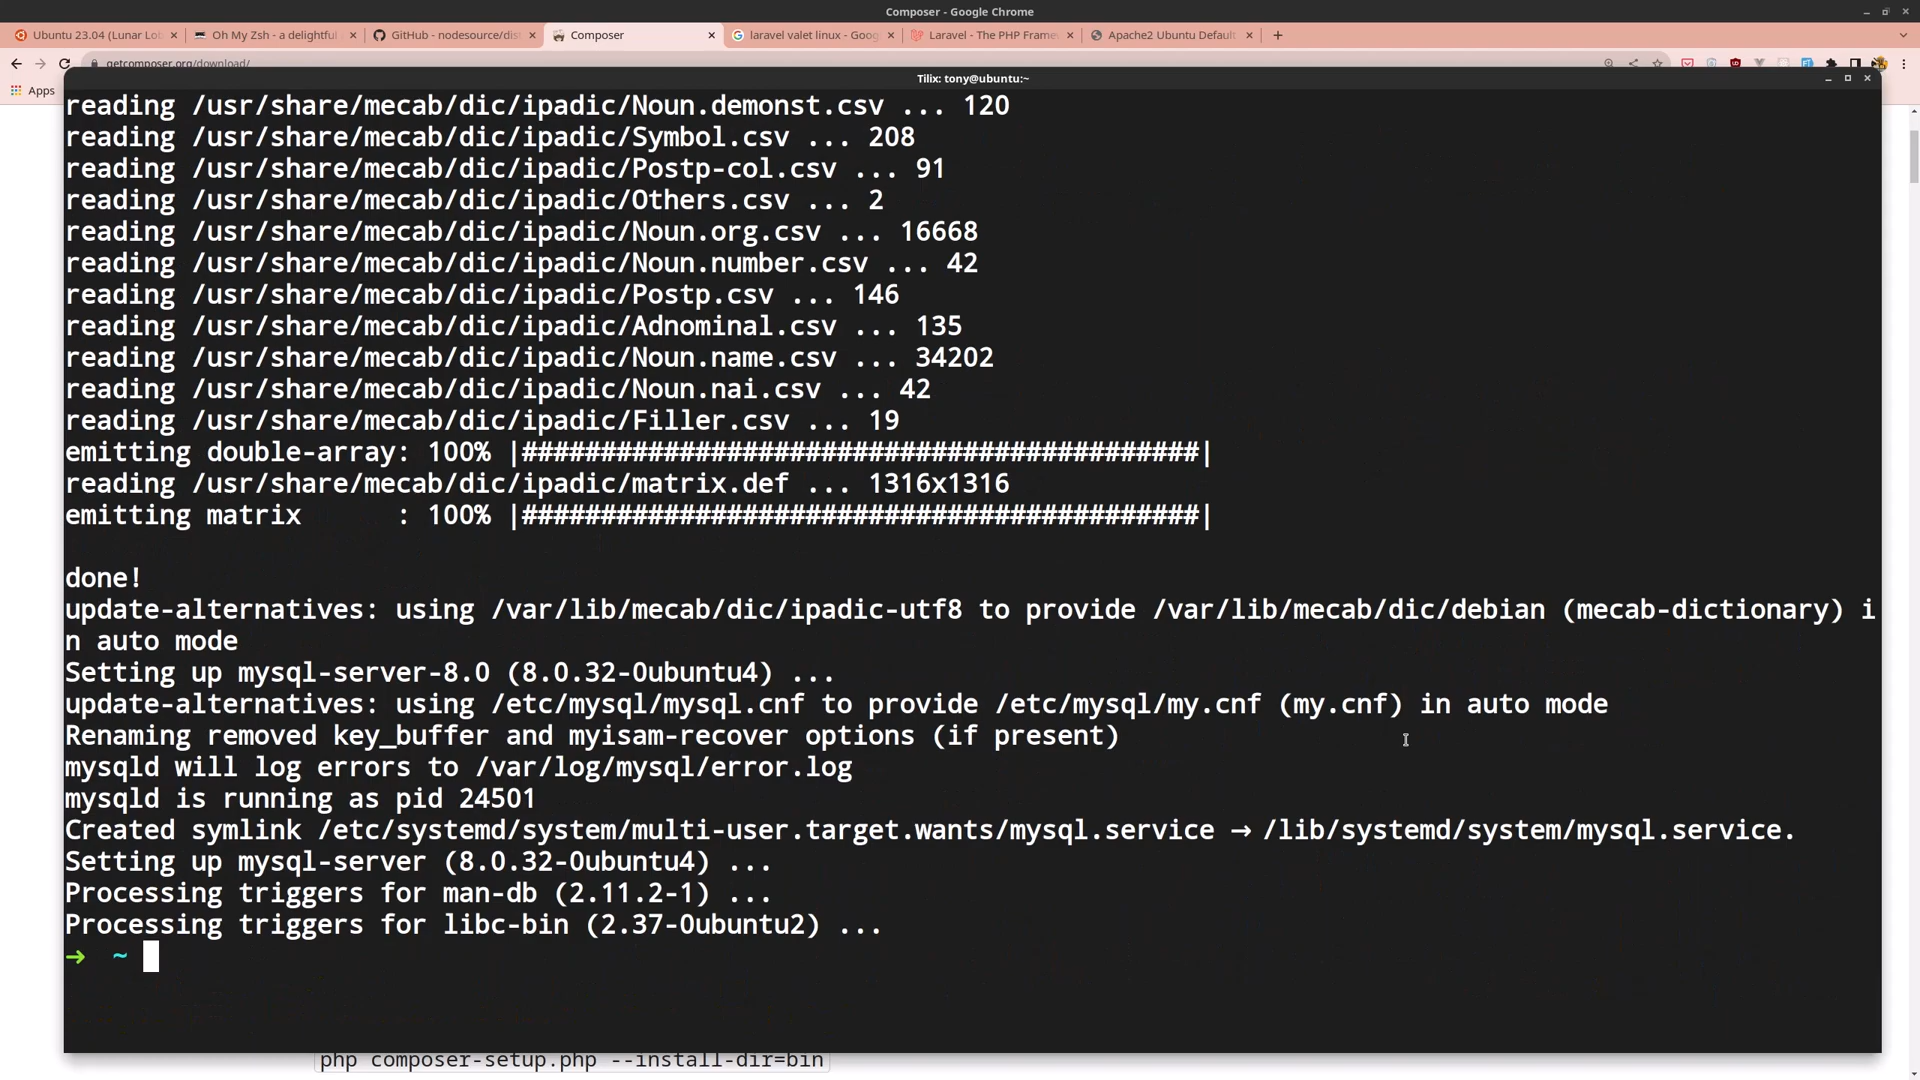 Composer - Google Chrome
Ubuntu 23.04 (Lunar Lob
Oh My Zsh - a delightful
GitHub - nodesource/dist
Composer
laravel valet linux - Goog
Laravel - The PHP Frame
Apache2 Ubuntu Default
getcomposer.org/download/
Apps
Tilix: tony@ubuntu:~
reading /usr/share/mecab/dic/ipadic/Noun.demonst.csv ... 120
reading /usr/share/mecab/dic/ipadic/Symbol.csv ... 208
reading /usr/share/mecab/dic/ipadic/Postp-col.csv ... 91
reading /usr/share/mecab/dic/ipadic/Others.csv ... 2
reading /usr/share/mecab/dic/ipadic/Noun.org.csv ... 16668
reading /usr/share/mecab/dic/ipadic/Noun.number.csv ... 42
reading /usr/share/mecab/dic/ipadic/Postp.csv ... 146
reading /usr/share/mecab/dic/ipadic/Adnominal.csv ... 135
reading /usr/share/mecab/dic/ipadic/Noun.name.csv ... 34202
reading /usr/share/mecab/dic/ipadic/Noun.nai.csv ... 42
reading /usr/share/mecab/dic/ipadic/Filler.csv ... 19
emitting double-array: 100% |###########################################|
reading /usr/share/mecab/dic/ipadic/matrix.def ... 1316x1316
emitting matrix      : 100% |###########################################|
done!
update-alternatives: using /var/lib/mecab/dic/ipadic-utf8 to provide /var/lib/mecab/dic/debian (mecab-dictionary) i
n auto mode
Setting up mysql-server-8.0 (8.0.32-0ubuntu4) ...
update-alternatives: using /etc/mysql/mysql.cnf to provide /etc/mysql/my.cnf (my.cnf) in auto mode
Renaming removed key_buffer and myisam-recover options (if present)
mysqld will log errors to /var/log/mysql/error.log
mysqld is running as pid 24501
Created symlink /etc/systemd/system/multi-user.target.wants/mysql.service → /lib/systemd/system/mysql.service.
Setting up mysql-server (8.0.32-0ubuntu4) ...
Processing triggers for man-db (2.11.2-1) ...
Processing triggers for libc-bin (2.37-0ubuntu2) ...
➜ ~
php composer-setup.php --install-dir=bin